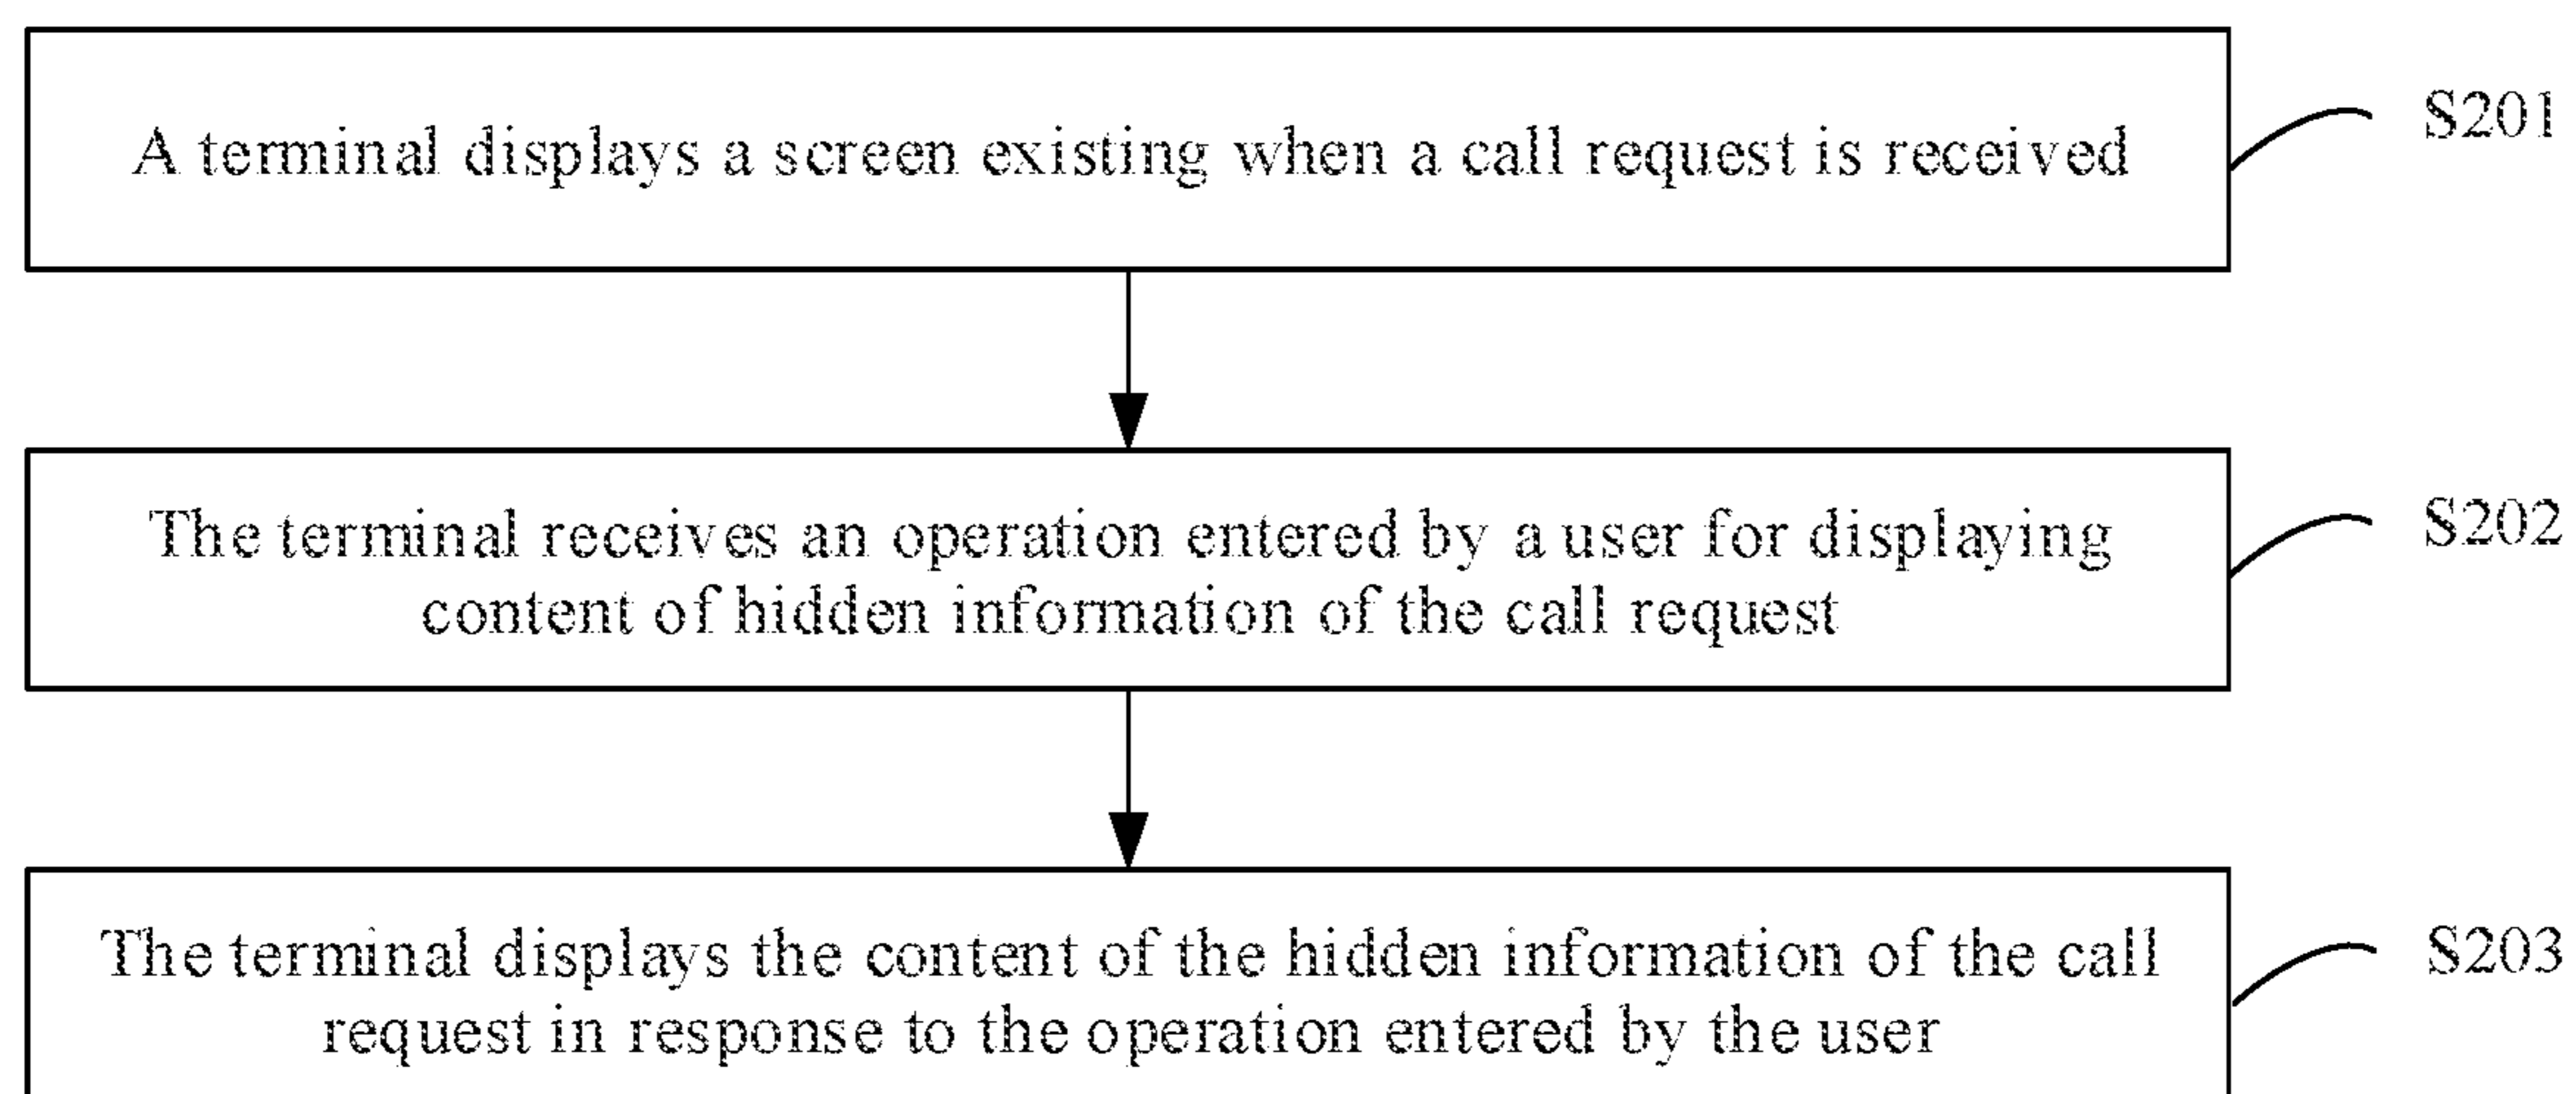 A terminal displays a screen existing when a call request is received
S201
The terminal receives an operation entered by a user for displaying
content of hidden information of the call request
S202
The terminal displays the content of the hidden information of the call
request in response to the operation entered by the user
S203